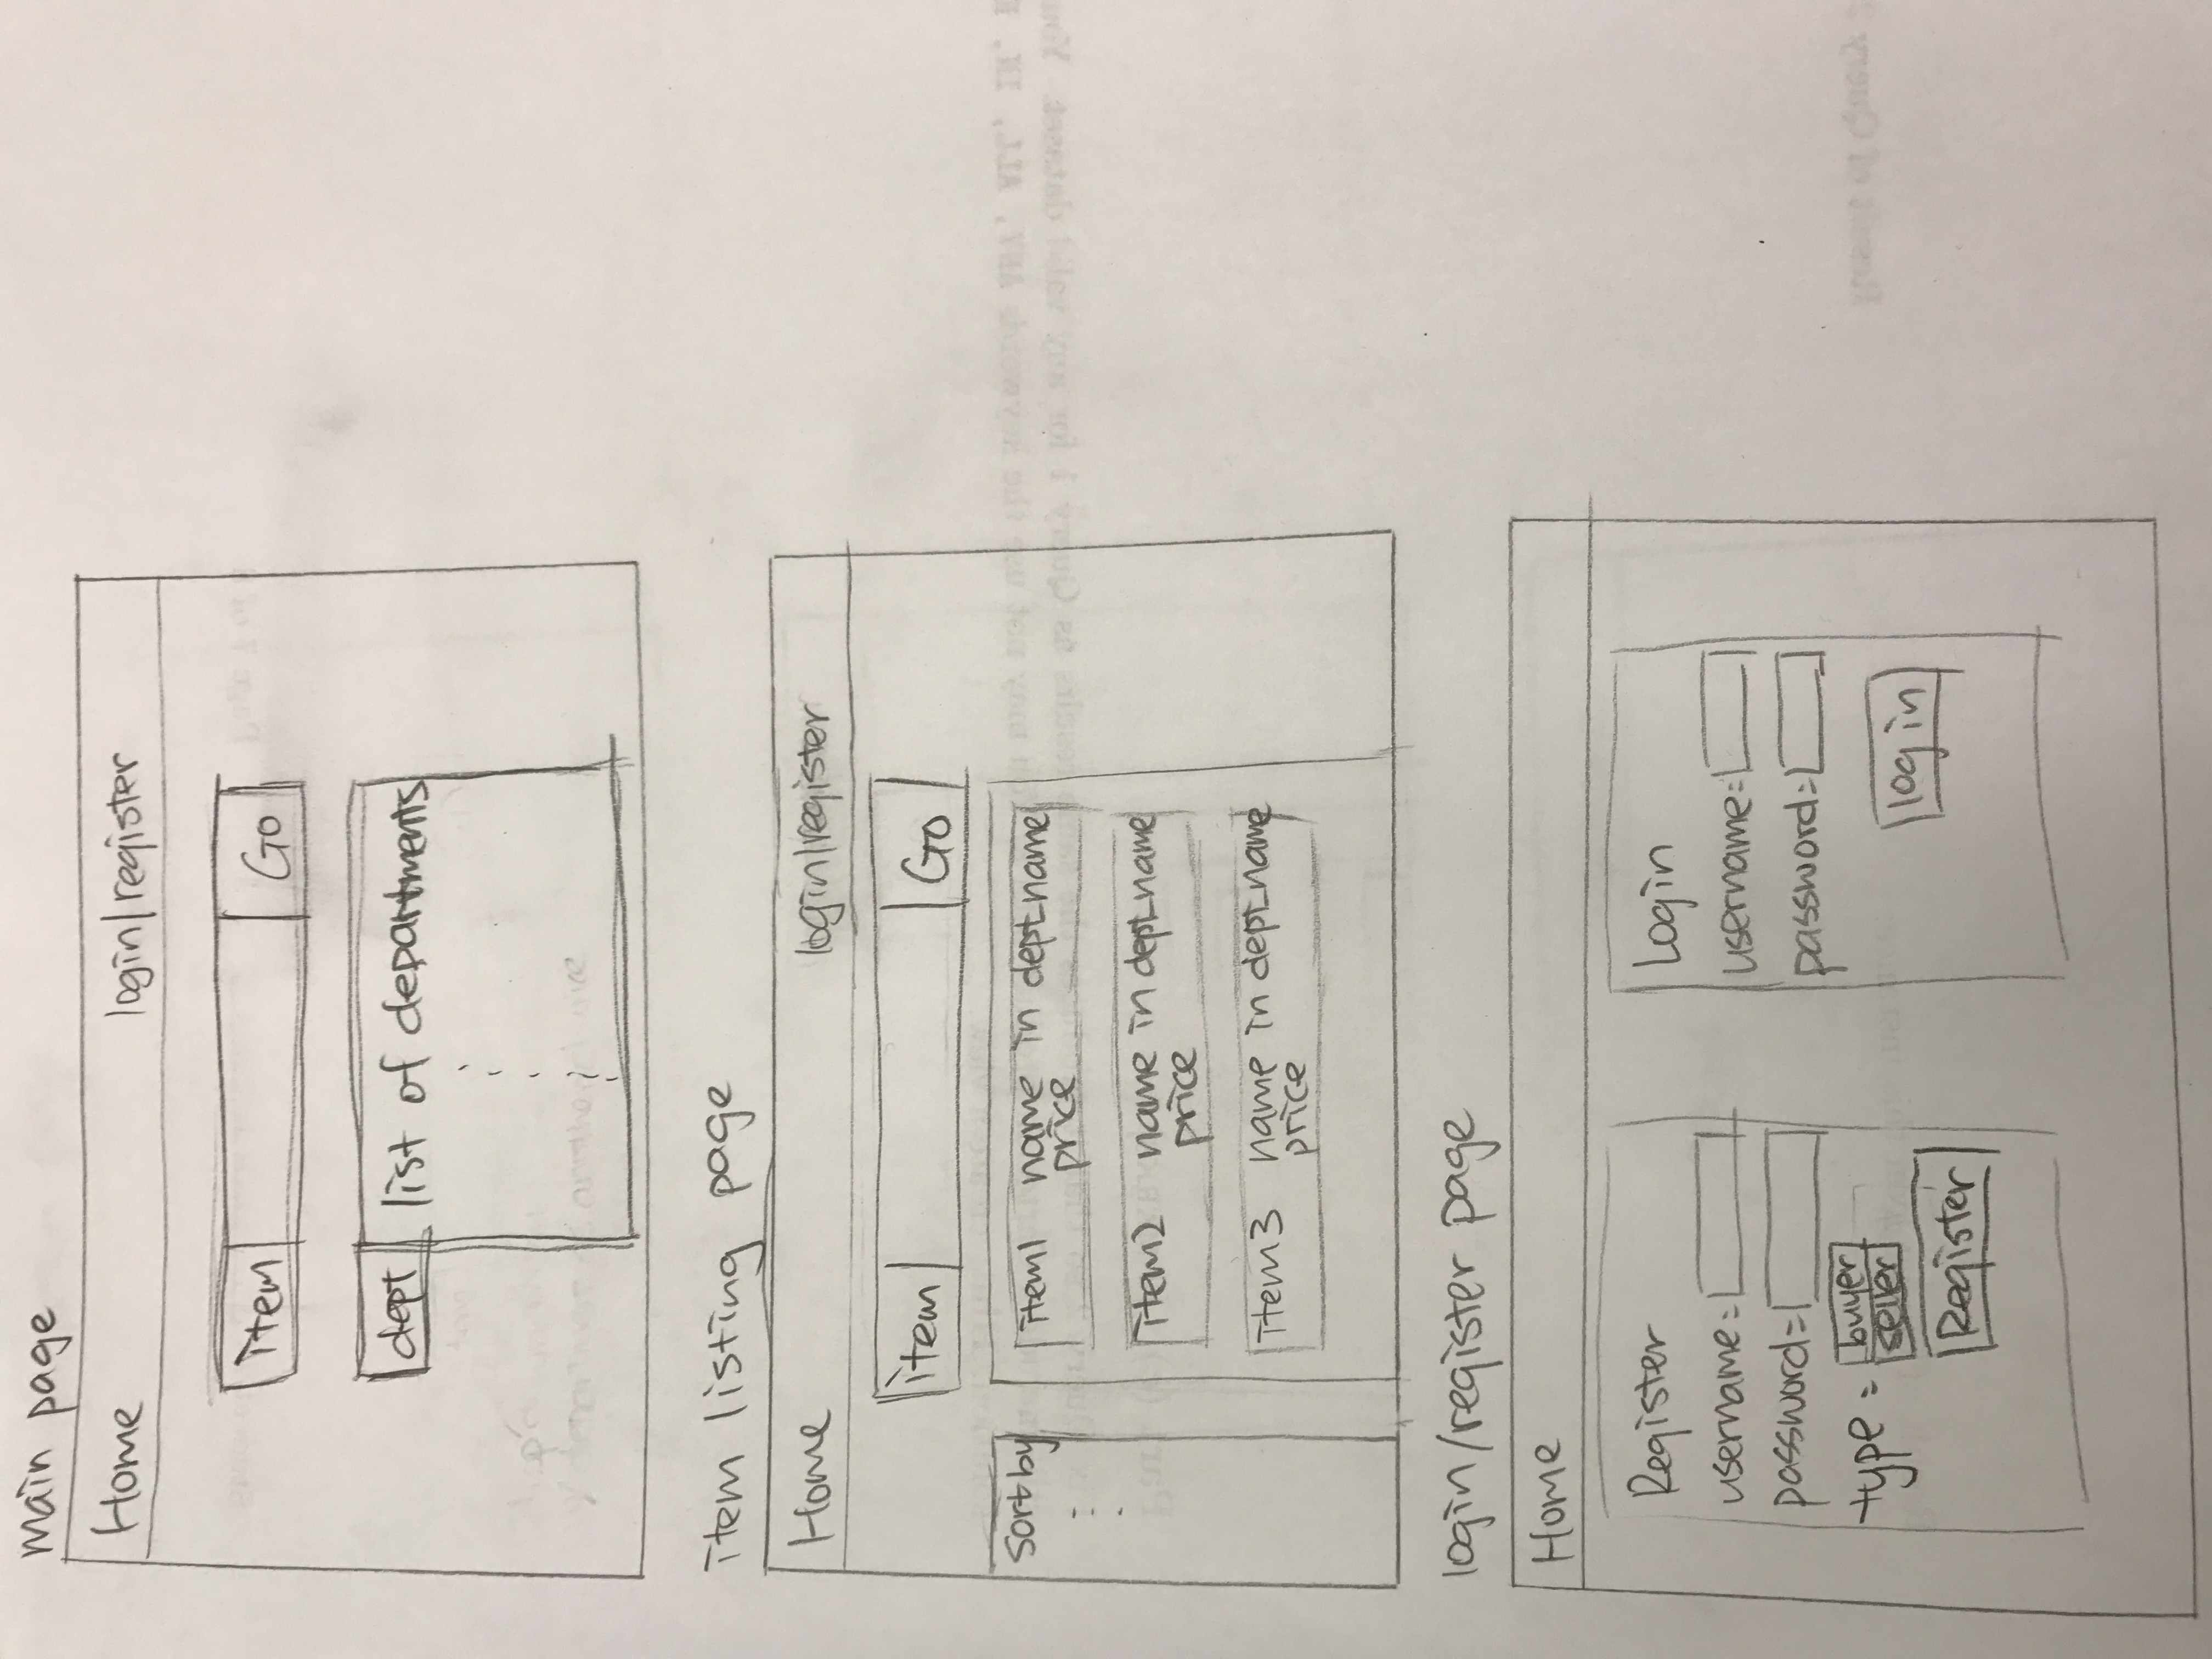 main page
Home login/register
item Go
dept list of departments
item listing page
Home login/register
item Go
sort by
item1 name in dept_name
price
item2 name in dept_name
price
item3 name in dept_name
price
login/register page
Home
Register
username:
password:
type:
buyer
seller
Register
Login
username:
password:
log in